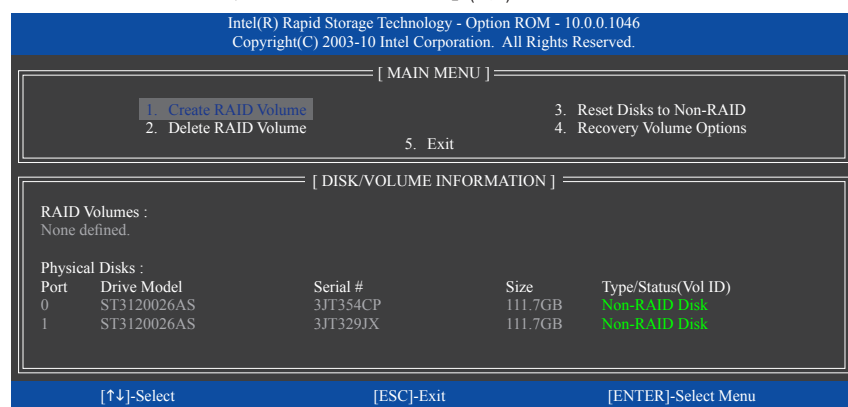 Intel(R) Rapid Storage Technology - Option ROM - 10.0.0.1046
Copyright(C) 2003-10 Intel Corporation. All Rights Reserved.
[ MAIN MENU ]
1. Create RAID Volume
2. Delete RAID Volume
3. Reset Disks to Non-RAID
4. Recovery Volume Options
5. Exit
[ DISK/VOLUME INFORMATION ]
RAID Volumes :
None defined.
Physical Disks :
Port Drive Model Serial # Size Type/Status(Vol ID)
0 ST3120026AS 3JT354CP 111.7GB Non-RAID Disk
1 ST3120026AS 3JT329JX 111.7GB Non-RAID Disk
[↑↓]-Select [ESC]-Exit [ENTER]-Select Menu